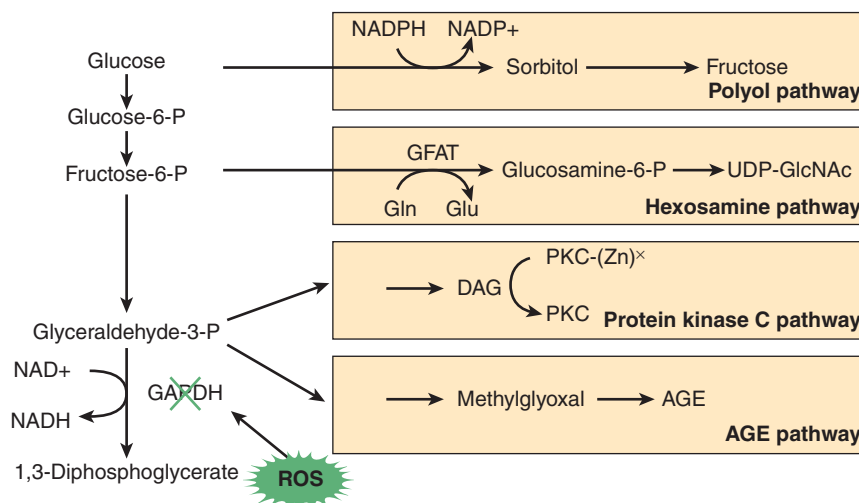 Glucose
Glucose-6-P
Fructose-6-P
Glyceraldehyde-3-P
NAD+
NADH
GAPDH
1,3-Diphosphoglycerate
ROS
NADPH NADP+
Sorbitol Fructose
Polyol pathway
GFAT
Glucosamine-6-P UDP-GlcNAc
Gln Glu
Hexosamine pathway
PKC-(Zn)ˣ
DAG
PKC
Protein kinase C pathway
Methylglyoxal AGE
AGE pathway